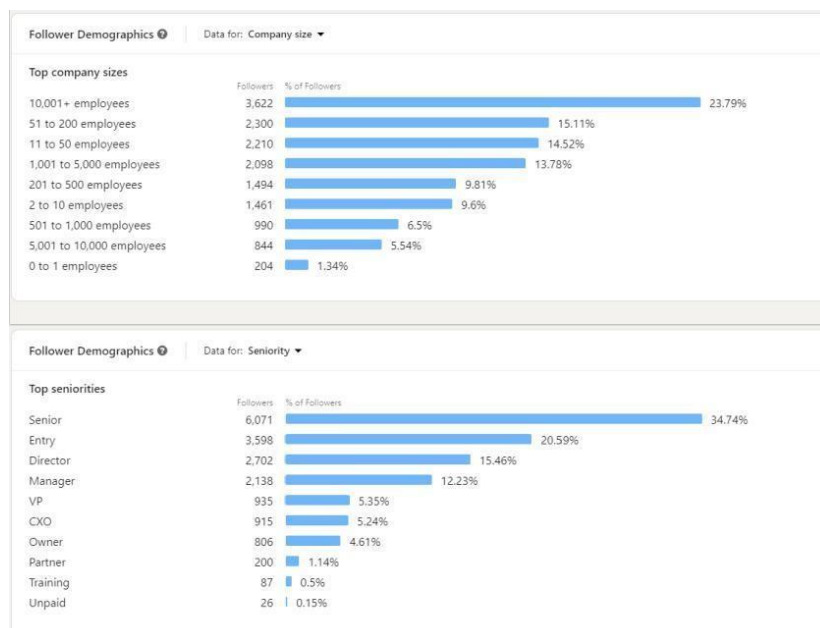 Follower Demographics ? Data for: Company size
Top company sizes
Followers % of Followers
10,001+ employees 3,622 23.79%
51 to 200 employees 2,300 15.11%
11 to 50 employees 2,210 14.52%
1,001 to 5,000 employees 2,098 13.78%
201 to 500 employees 1,494 9.81%
2 to 10 employees 1,461 9.6%
501 to 1,000 employees 990 6.5%
5,001 to 10,000 employees 844 5.54%
0 to 1 employees 204 1.34%
Follower Demographics ? Data for: Seniority
Top seniorities
Followers % of Followers
Senior 6,071 34.74%
Entry 3,598 20.59%
Director 2,702 15.46%
Manager 2,138 12.23%
VP 935 5.35%
CXO 915 5.24%
Owner 806 4.61%
Partner 200 1.14%
Training 87 0.5%
Unpaid 26 0.15%